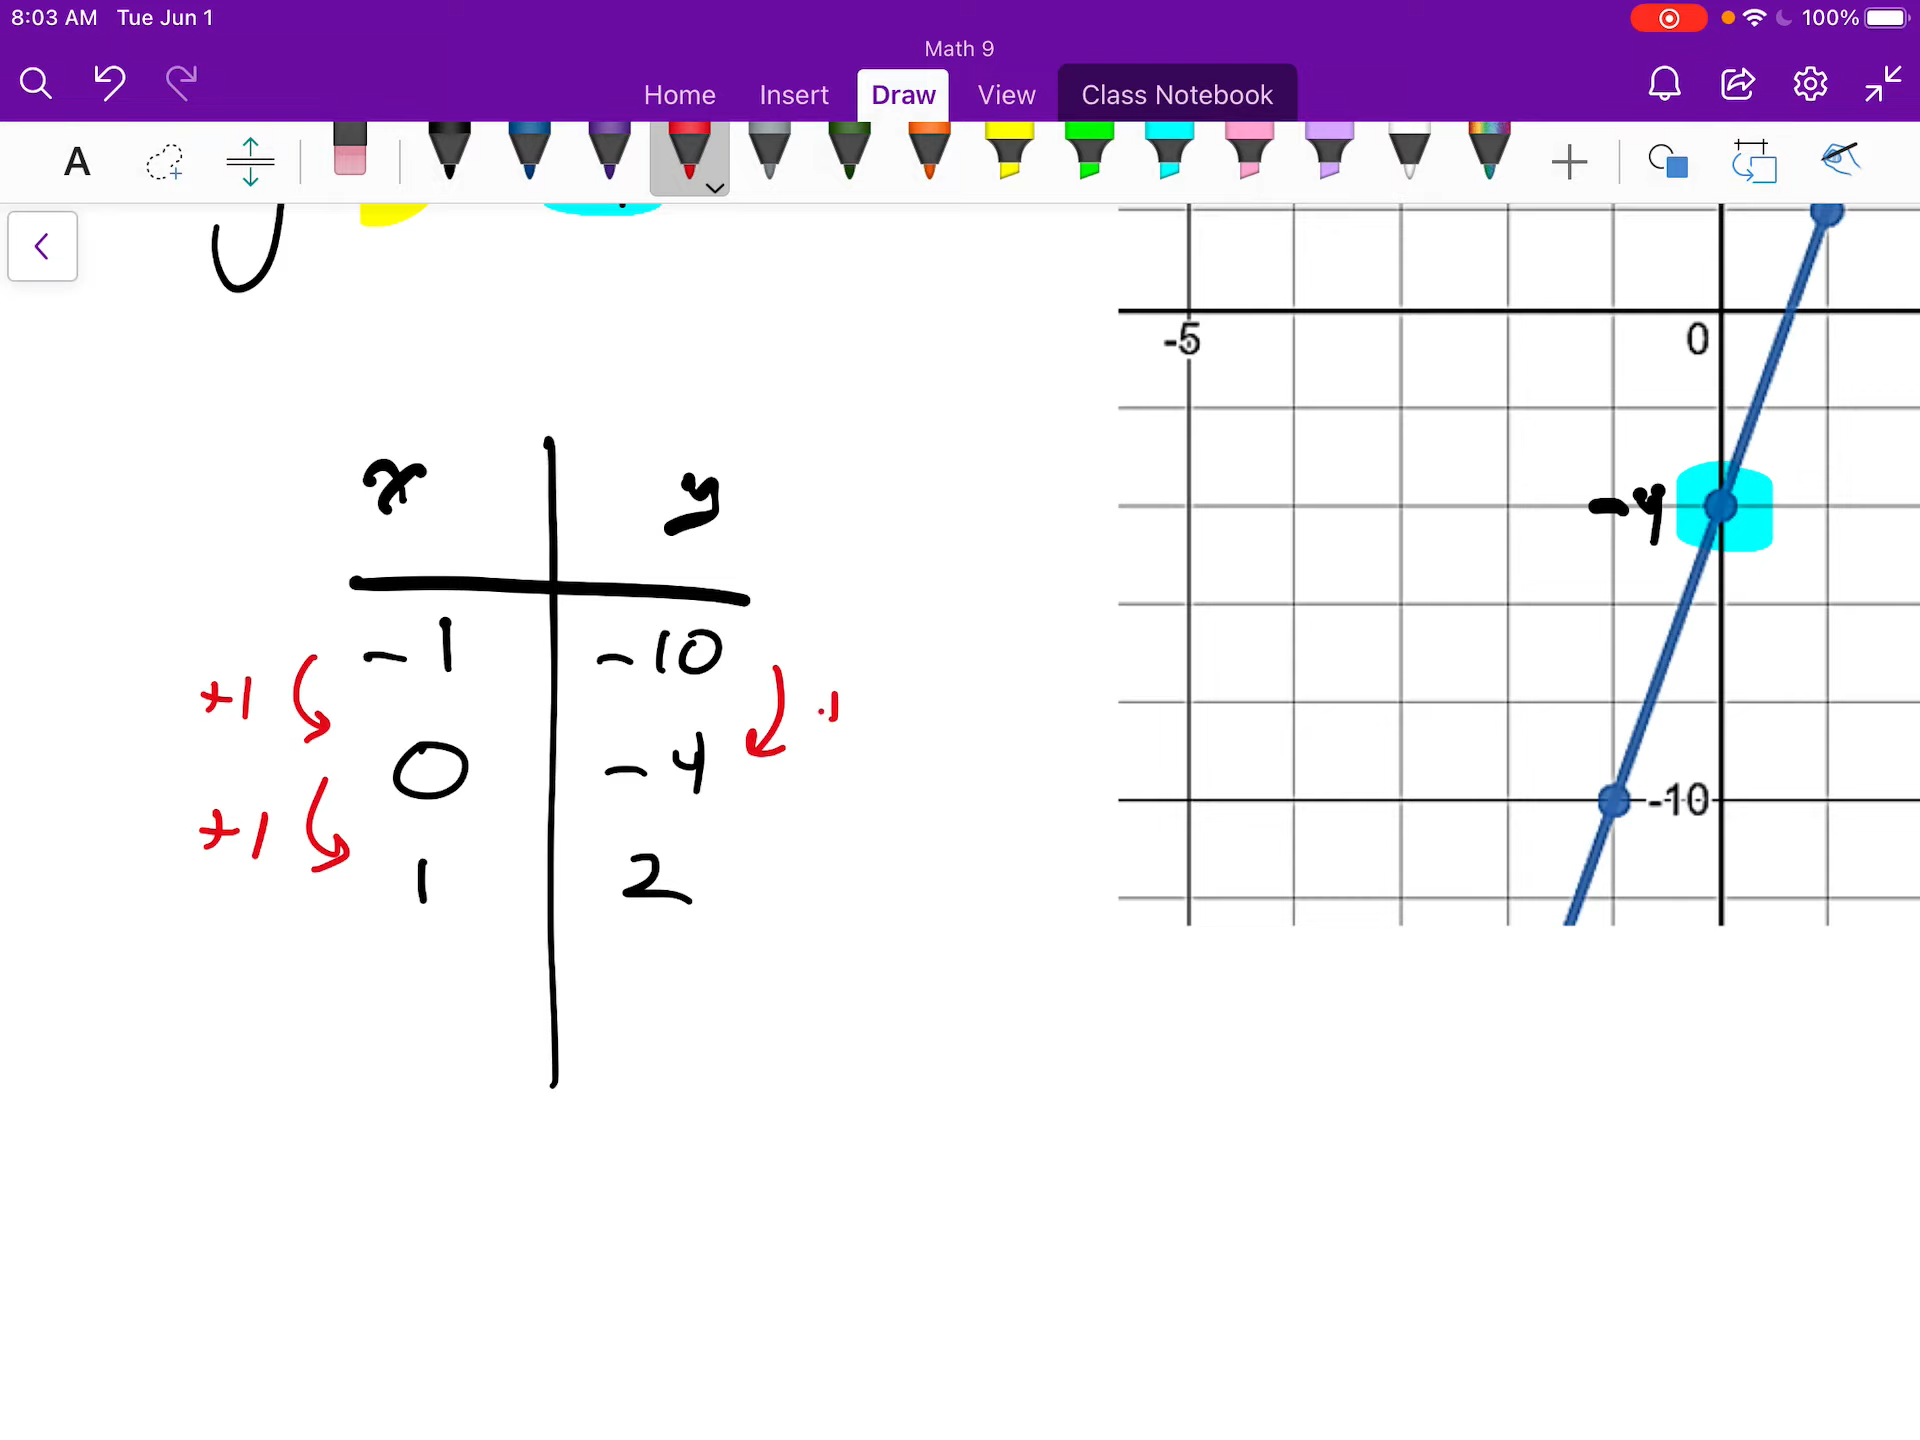 8:03 AM Tue Jun 1
100%
Math 9
Home Insert Draw View Class Notebook
A
y
-5 0
x y
-4
-1 -10
+1
0 -4
-10
+1
1 2